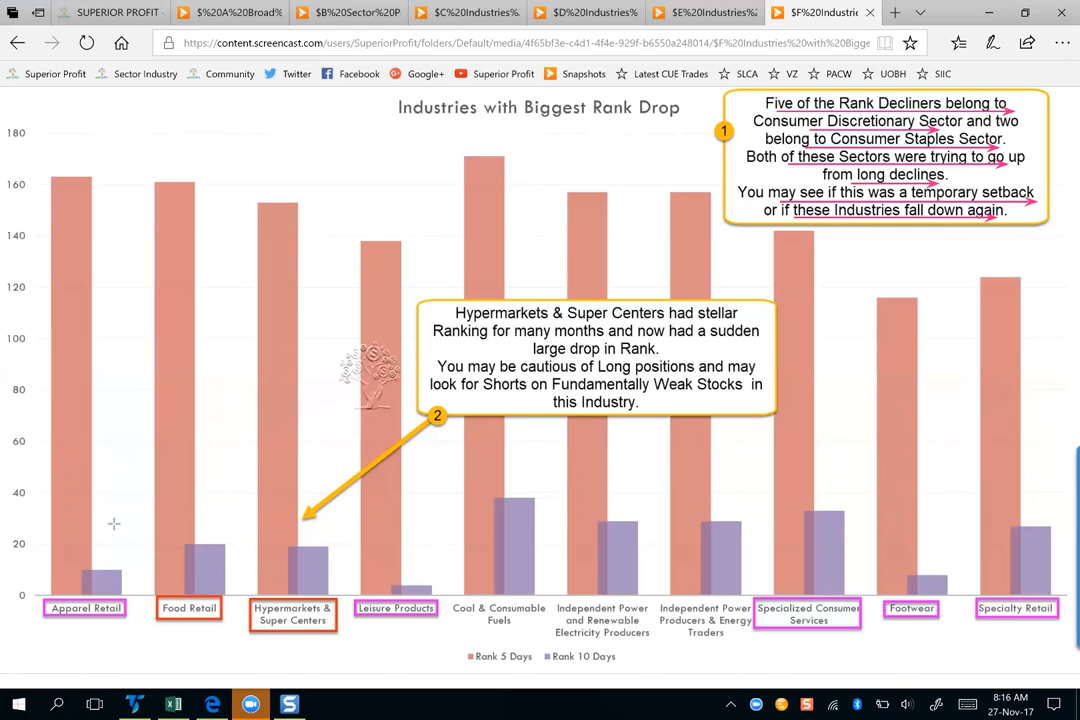 SUPERIOR PROFIT -
$%20A%20Broad%
$%B%20Sector%20P
$%C%20Industries%
$%D%20Industries%
$%E%20Industries%2
$%F%20Industrie
https://content.screencast.com/users/SuperiorProfit/folders/Default/media/4f65bf3e-c4d1-4f4e-929f-b6550a248014/$F%20Industries%20with%20Bigge
Superior Profit
Sector Industry
Community
Twitter
Facebook
Google+
Superior Profit
Snapshots
Latest CUE Trades
SLCA
VZ
PACW
UOBH
SIIC
Industries with Biggest Rank Drop
1
Five of the Rank Decliners belong to
Consumer Discretionary Sector and two
belong to Consumer Staples Sector.
Both of these Sectors were trying to go up
from long declines.
You may see if this was a temporary setback
or if these Industries fall down again.
180
160
140
120
100
80
60
40
20
0
Hypermarkets & Super Centers had stellar
Ranking for many months and now had a sudden
large drop in Rank.
You may be cautious of Long positions and may
look for Shorts on Fundamentally Weak Stocks in
this Industry.
2
Apparel Retail
Food Retail
Hypermarkets &
Super Centers
Leisure Products
Coal & Consumable
Fuels
Independent Power
and Renewable
Electricity Producers
Independent Power
Producers & Energy
Traders
Specialized Consumer
Services
Footwear
Specialty Retail
Rank 5 Days
Rank 10 Days
8:16 AM
27-Nov-17